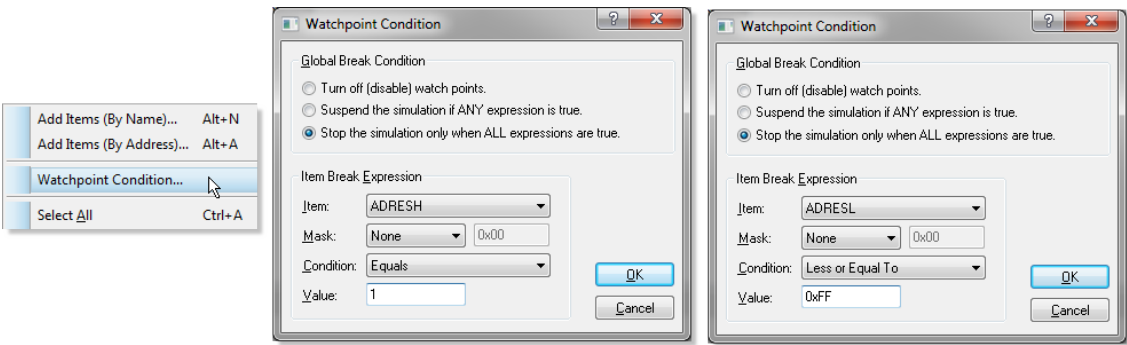 Add Items (By Name)... Alt+N
Add Items (By Address)... Alt+A
Watchpoint Condition...
Select All Ctrl+A
Watchpoint Condition
Global Break Condition
Turn off (disable) watch points.
Suspend the simulation if ANY expression is true.
Stop the simulation only when ALL expressions are true.
Item Break Expression
Item: ADRESH
Mask: None 0x00
Condition: Equals
Value: 1
OK
Cancel
Watchpoint Condition
Global Break Condition
Turn off (disable) watch points.
Suspend the simulation if ANY expression is true.
Stop the simulation only when ALL expressions are true.
Item Break Expression
Item: ADRESL
Mask: None 0x00
Condition: Less or Equal To
Value: 0xFF
OK
Cancel